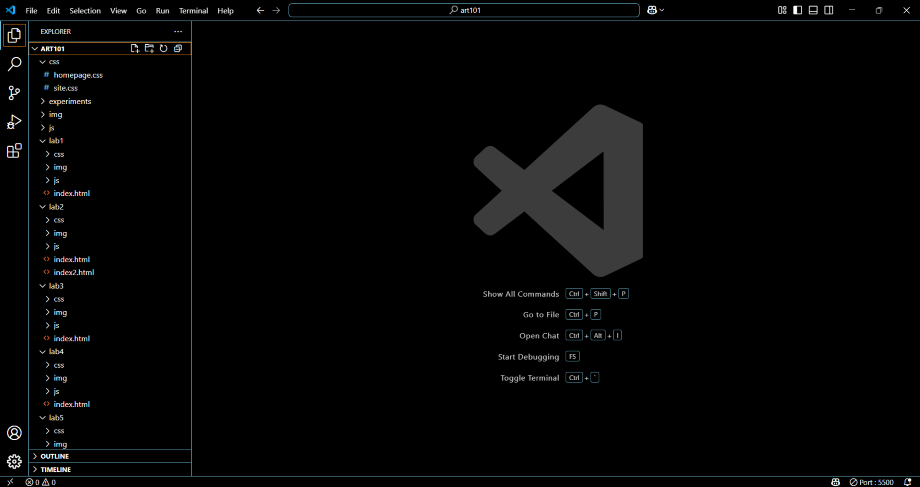 File Edit Selection View Go Run Terminal Help
art101
EXPLORER
ART101
css
# homepage.css
# site.css
experiments
img
js
lab1
css
img
js
<> index.html
lab2
css
img
js
<> index.html
<> index2.html
lab3
css
img
js
<> index.html
lab4
css
img
js
<> index.html
lab5
css
img
OUTLINE
TIMELINE
Show All Commands Ctrl + Shift + P
Go to File Ctrl + P
Open Chat Ctrl + Alt + I
Start Debugging F5
Toggle Terminal Ctrl + `
0 0
Port : 5500